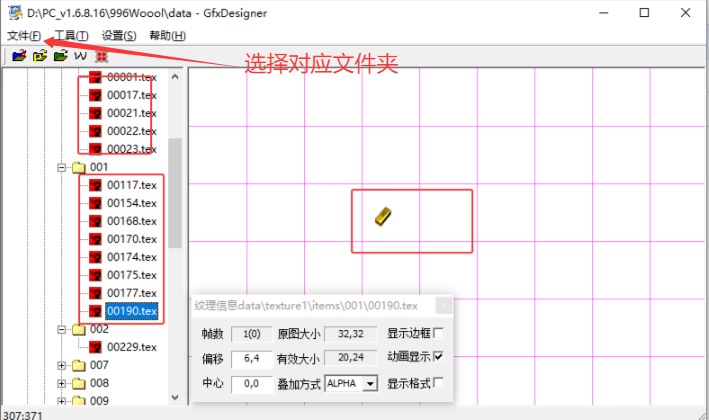 D:\PC_v1.6.8.16\996Woool\data - GfxDesigner
文件(F) 工具(T) 设置(S) 帮助(H)
选择对应文件夹
00001.tex
00017.tex
00021.tex
00022.tex
00023.tex
001
00117.tex
00154.tex
00168.tex
00170.tex
00174.tex
00175.tex
00177.tex
00190.tex
002
00229.tex
007
008
009
纹理信息data\texture1\items\001\00190.tex
帧数 1(0) 原图大小 32,32 显示边框
偏移 6,4 有效大小 20,24 动画显示
中心 0,0 叠加方式 ALPHA 显示格式
307:371